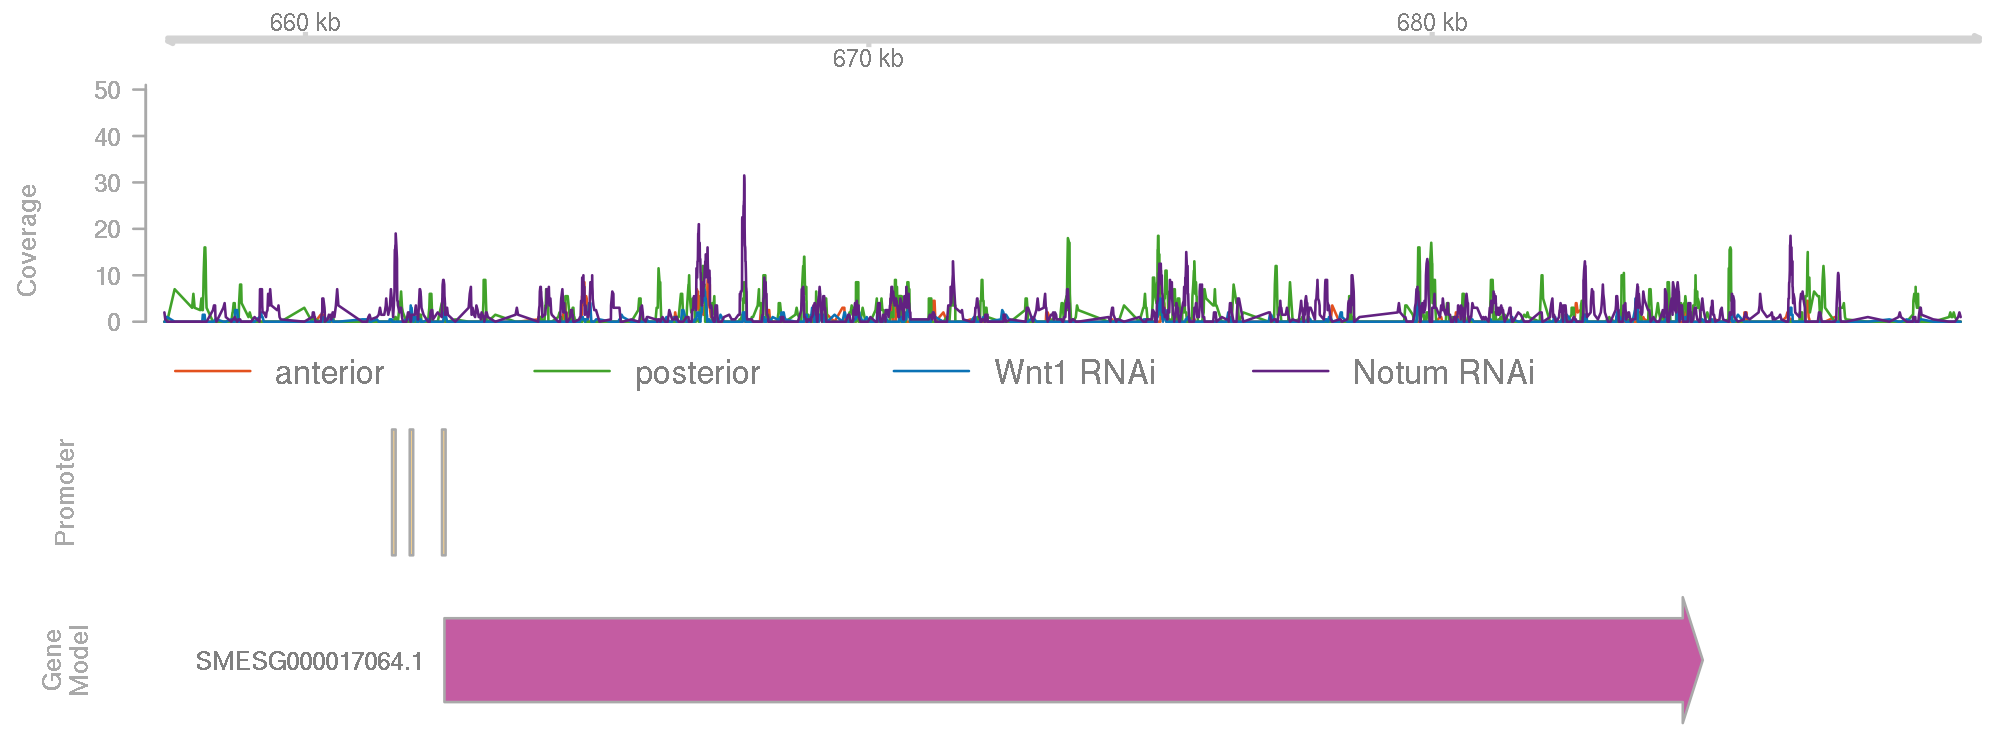 660 kb
680 kb
670 kb
Coverage
50
40
30
20
10
0
anterior posterior Wnt1 RNAi Notum RNAi
Promoter
Gene
Model
SMESG000017064.1